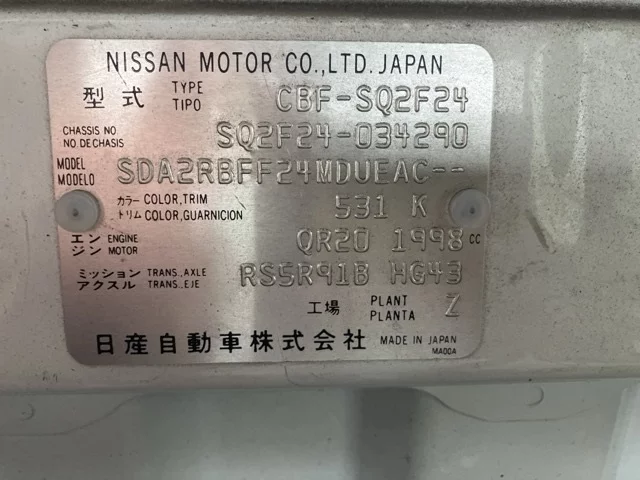 NISSAN MOTOR CO.,LTD. JAPAN
型式 TYPE TIPO CBF-SQ2F24
CHASSIS NO NO.DE CHASIS SQ2F24-034290
MODEL MODELO SDA2RBFF24MDUEAC--
カラー COLOR,TRIM トリム COLOR,GUARNICION 531 K
エンジン ENGINE MOTOR QR20 1998 CC
ミッション TRANS.,AXLE アクスル TRANS.,EJE RS5R91B HG43
工場 PLANT PLANTA Z
日産自動車株式会社 MADE IN JAPAN
MA00A